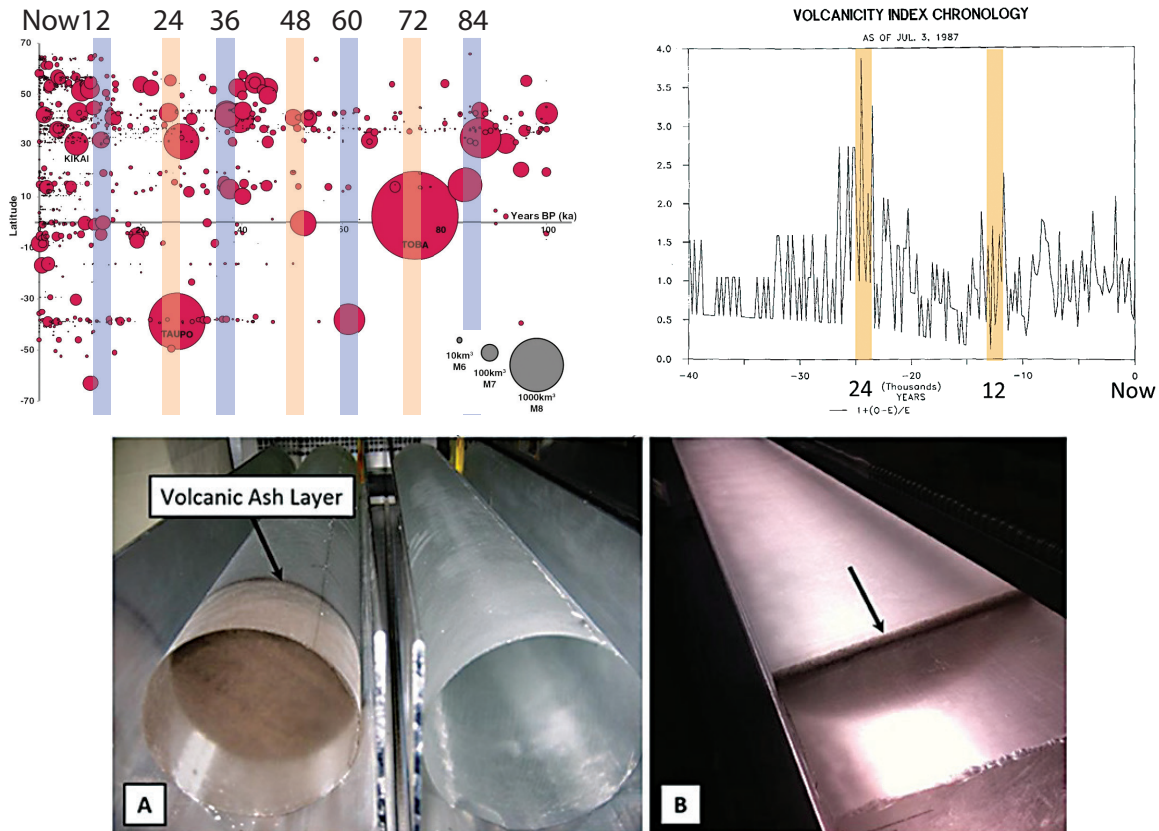 Now 12 24 36 48 60 72 84
70
50
30
10
-10
-30
-50
-70
Latitude
KIKAI
TOBA
TAUPO
Years BP (ka)
20 40 60 80 100
10km³
M6
100km³
M7
1000km³
M8
VOLCANICITY INDEX CHRONOLOGY
AS OF JUL. 3, 1987
4.0
3.5
3.0
2.5
2.0
1.5
1.0
0.5
0.0
-40 -30 -20 -10 0
24 (Thousands) 12 Now
YEARS
1+(O-E)/E
Volcanic Ash Layer
A
B